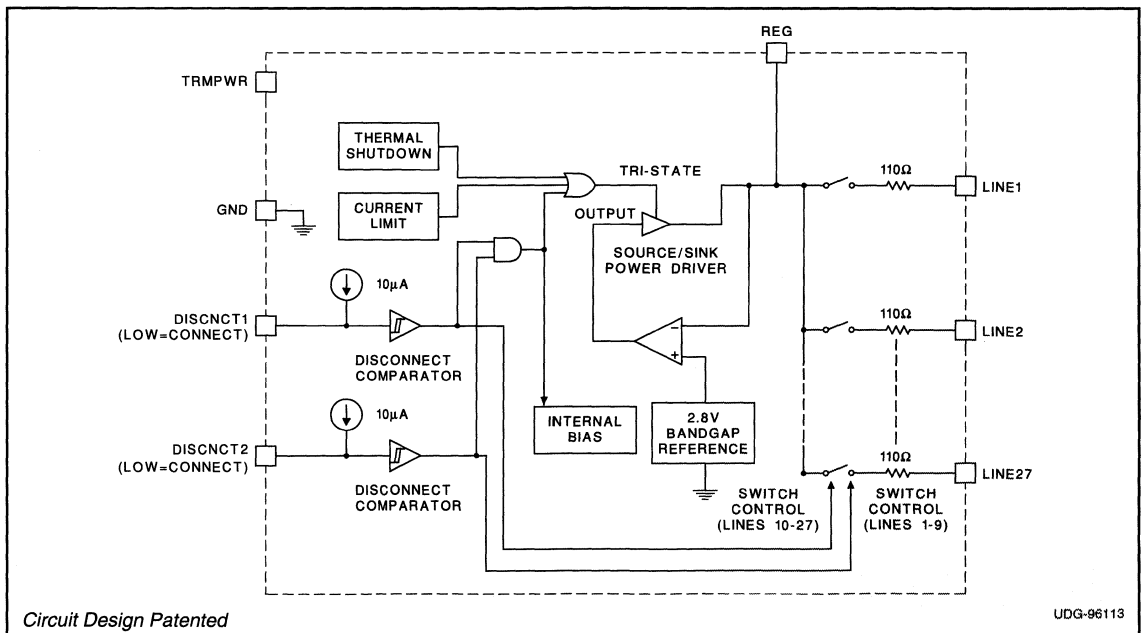 REG
TRMPWR
THERMAL
SHUTDOWN
TRI-STATE
110Ω
LINE1
GND
CURRENT
LIMIT
OUTPUT
SOURCE/SINK
POWER DRIVER
10µA
DISCNCT1
(LOW=CONNECT)
110Ω
LINE2
−
+
DISCONNECT
COMPARATOR
10µA
INTERNAL
BIAS
2.8V
BANDGAP
REFERENCE
DISCNCT2
(LOW=CONNECT)
110Ω
LINE27
DISCONNECT
COMPARATOR
SWITCH
CONTROL
(LINES 10-27)
SWITCH
CONTROL
(LINES 1-9)
Circuit Design Patented
UDG-96113